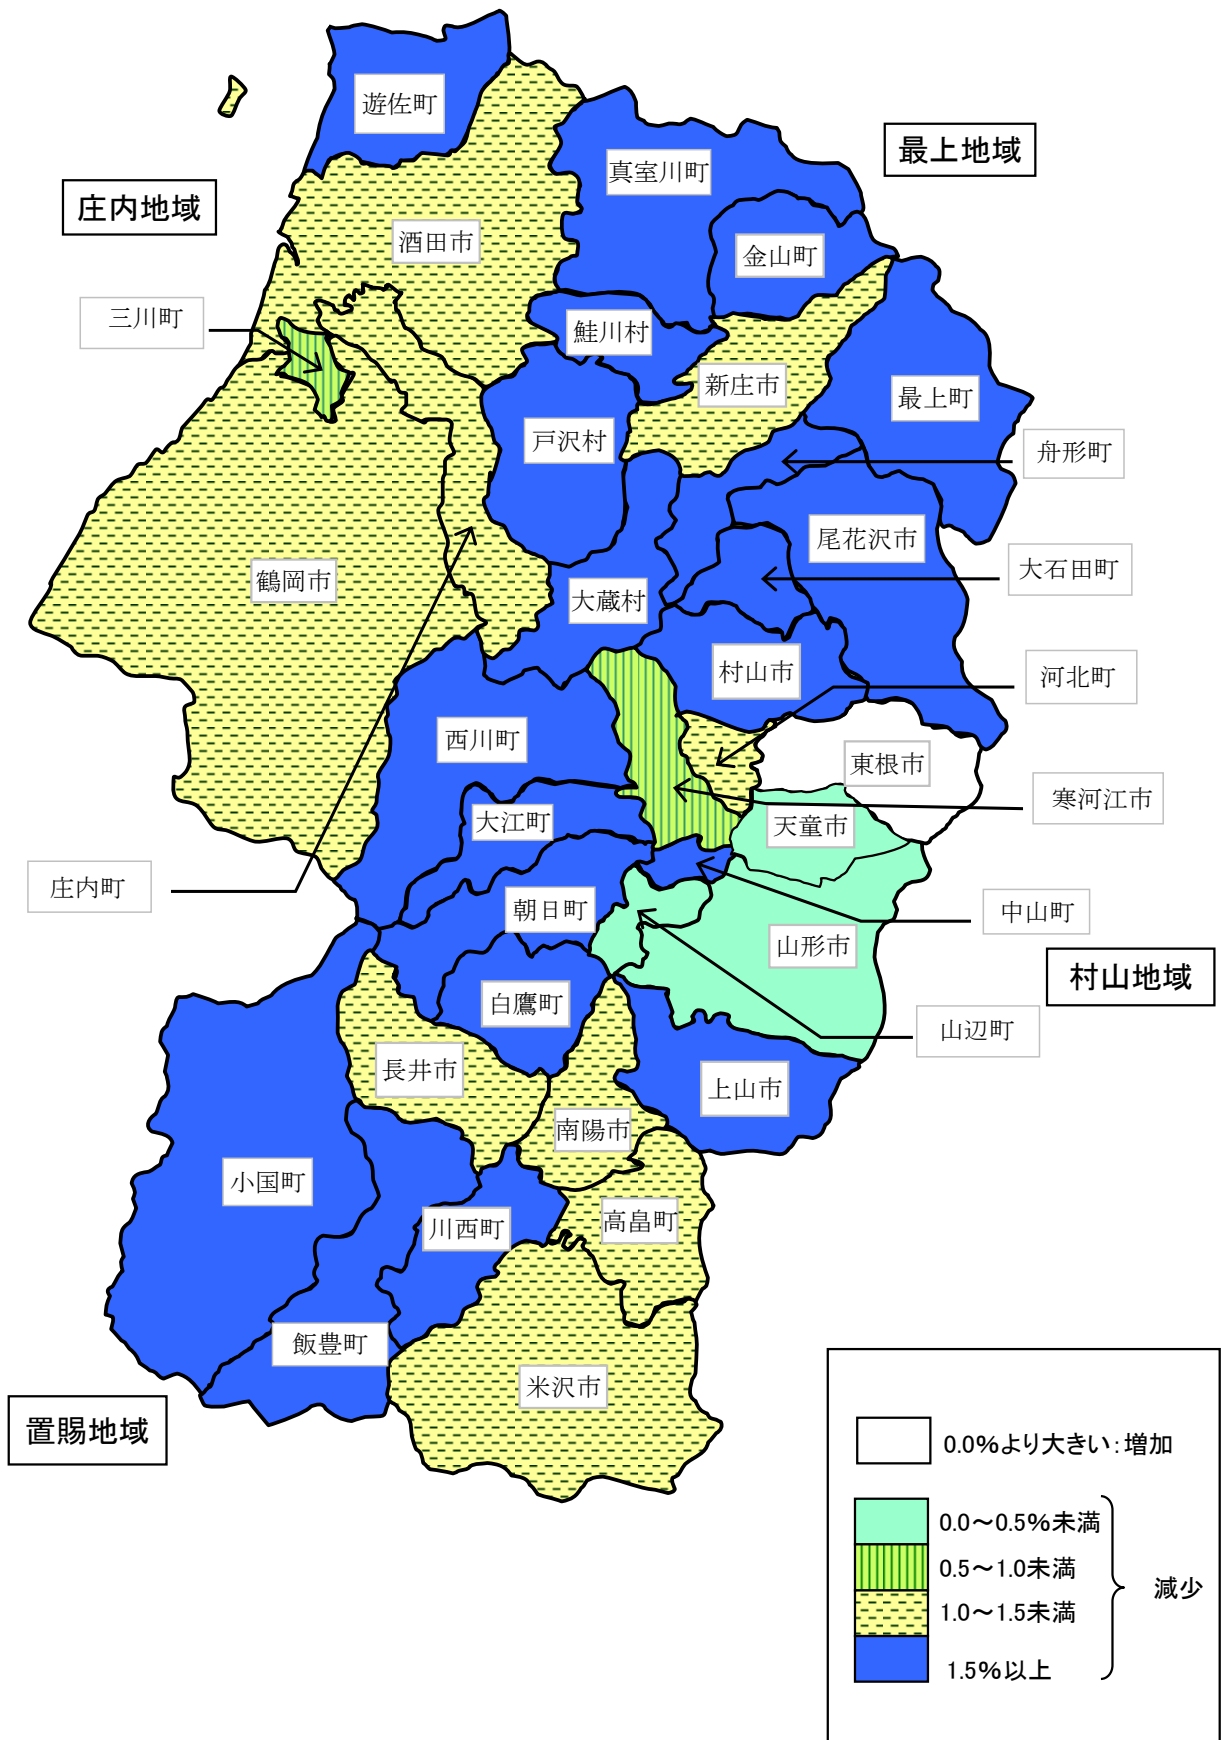 遊佐町
最上地域
真室川町
庄内地域
酒田市
金山町
三川町
鮭川村
新庄市
最上町
戸沢村
舟形町
尾花沢市
大石田町
鶴岡市
大蔵村
村山市
河北町
西川町
東根市
寒河江市
大江町
天童市
庄内町
朝日町
中山町
山形市
村山地域
白鷹町
山辺町
長井市
上山市
南陽市
小国町
川西町
高畠町
飯豊町
米沢市
置賜地域
0.0%より大きい：増加
0.0～0.5%未満
0.5～1.0未満
減少
1.0～1.5未満
1.5%以上